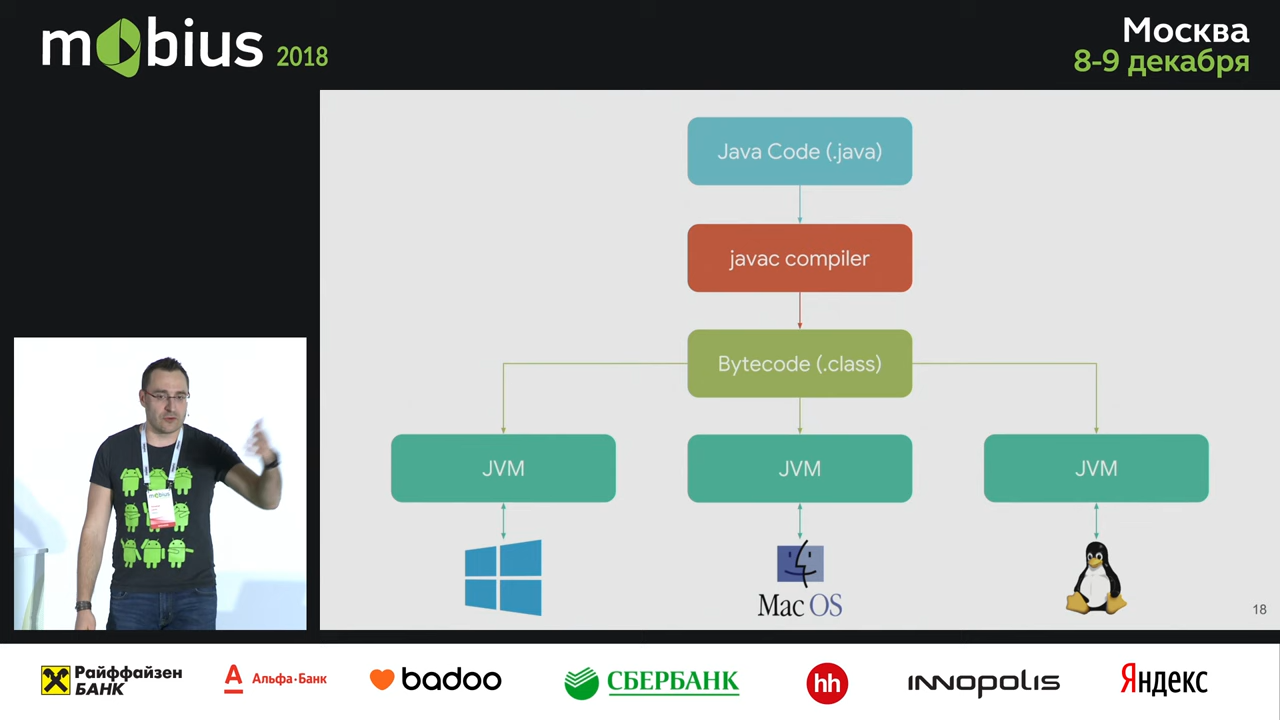 mobius 2018
Москва
8-9 декабря
Java Code (.java)
javac compiler
Bytecode (.class)
JVM
JVM
JVM
Mac OS
18
mobius
Райффайзен
БАНК
Альфа·Банк
badoo
СБЕРБАНК
hh
INNOPOLIS
Яндекс